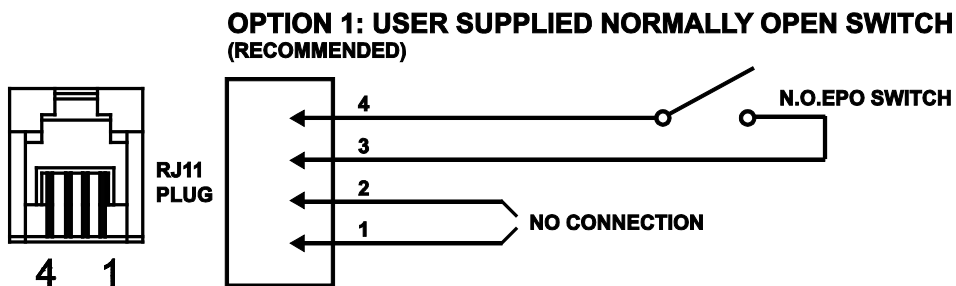 OPTION 1: USER SUPPLIED NORMALLY OPEN SWITCH
(RECOMMENDED)
4
N.O.EPO SWITCH
3
RJ11
PLUG
2
NO CONNECTION
1
4 1